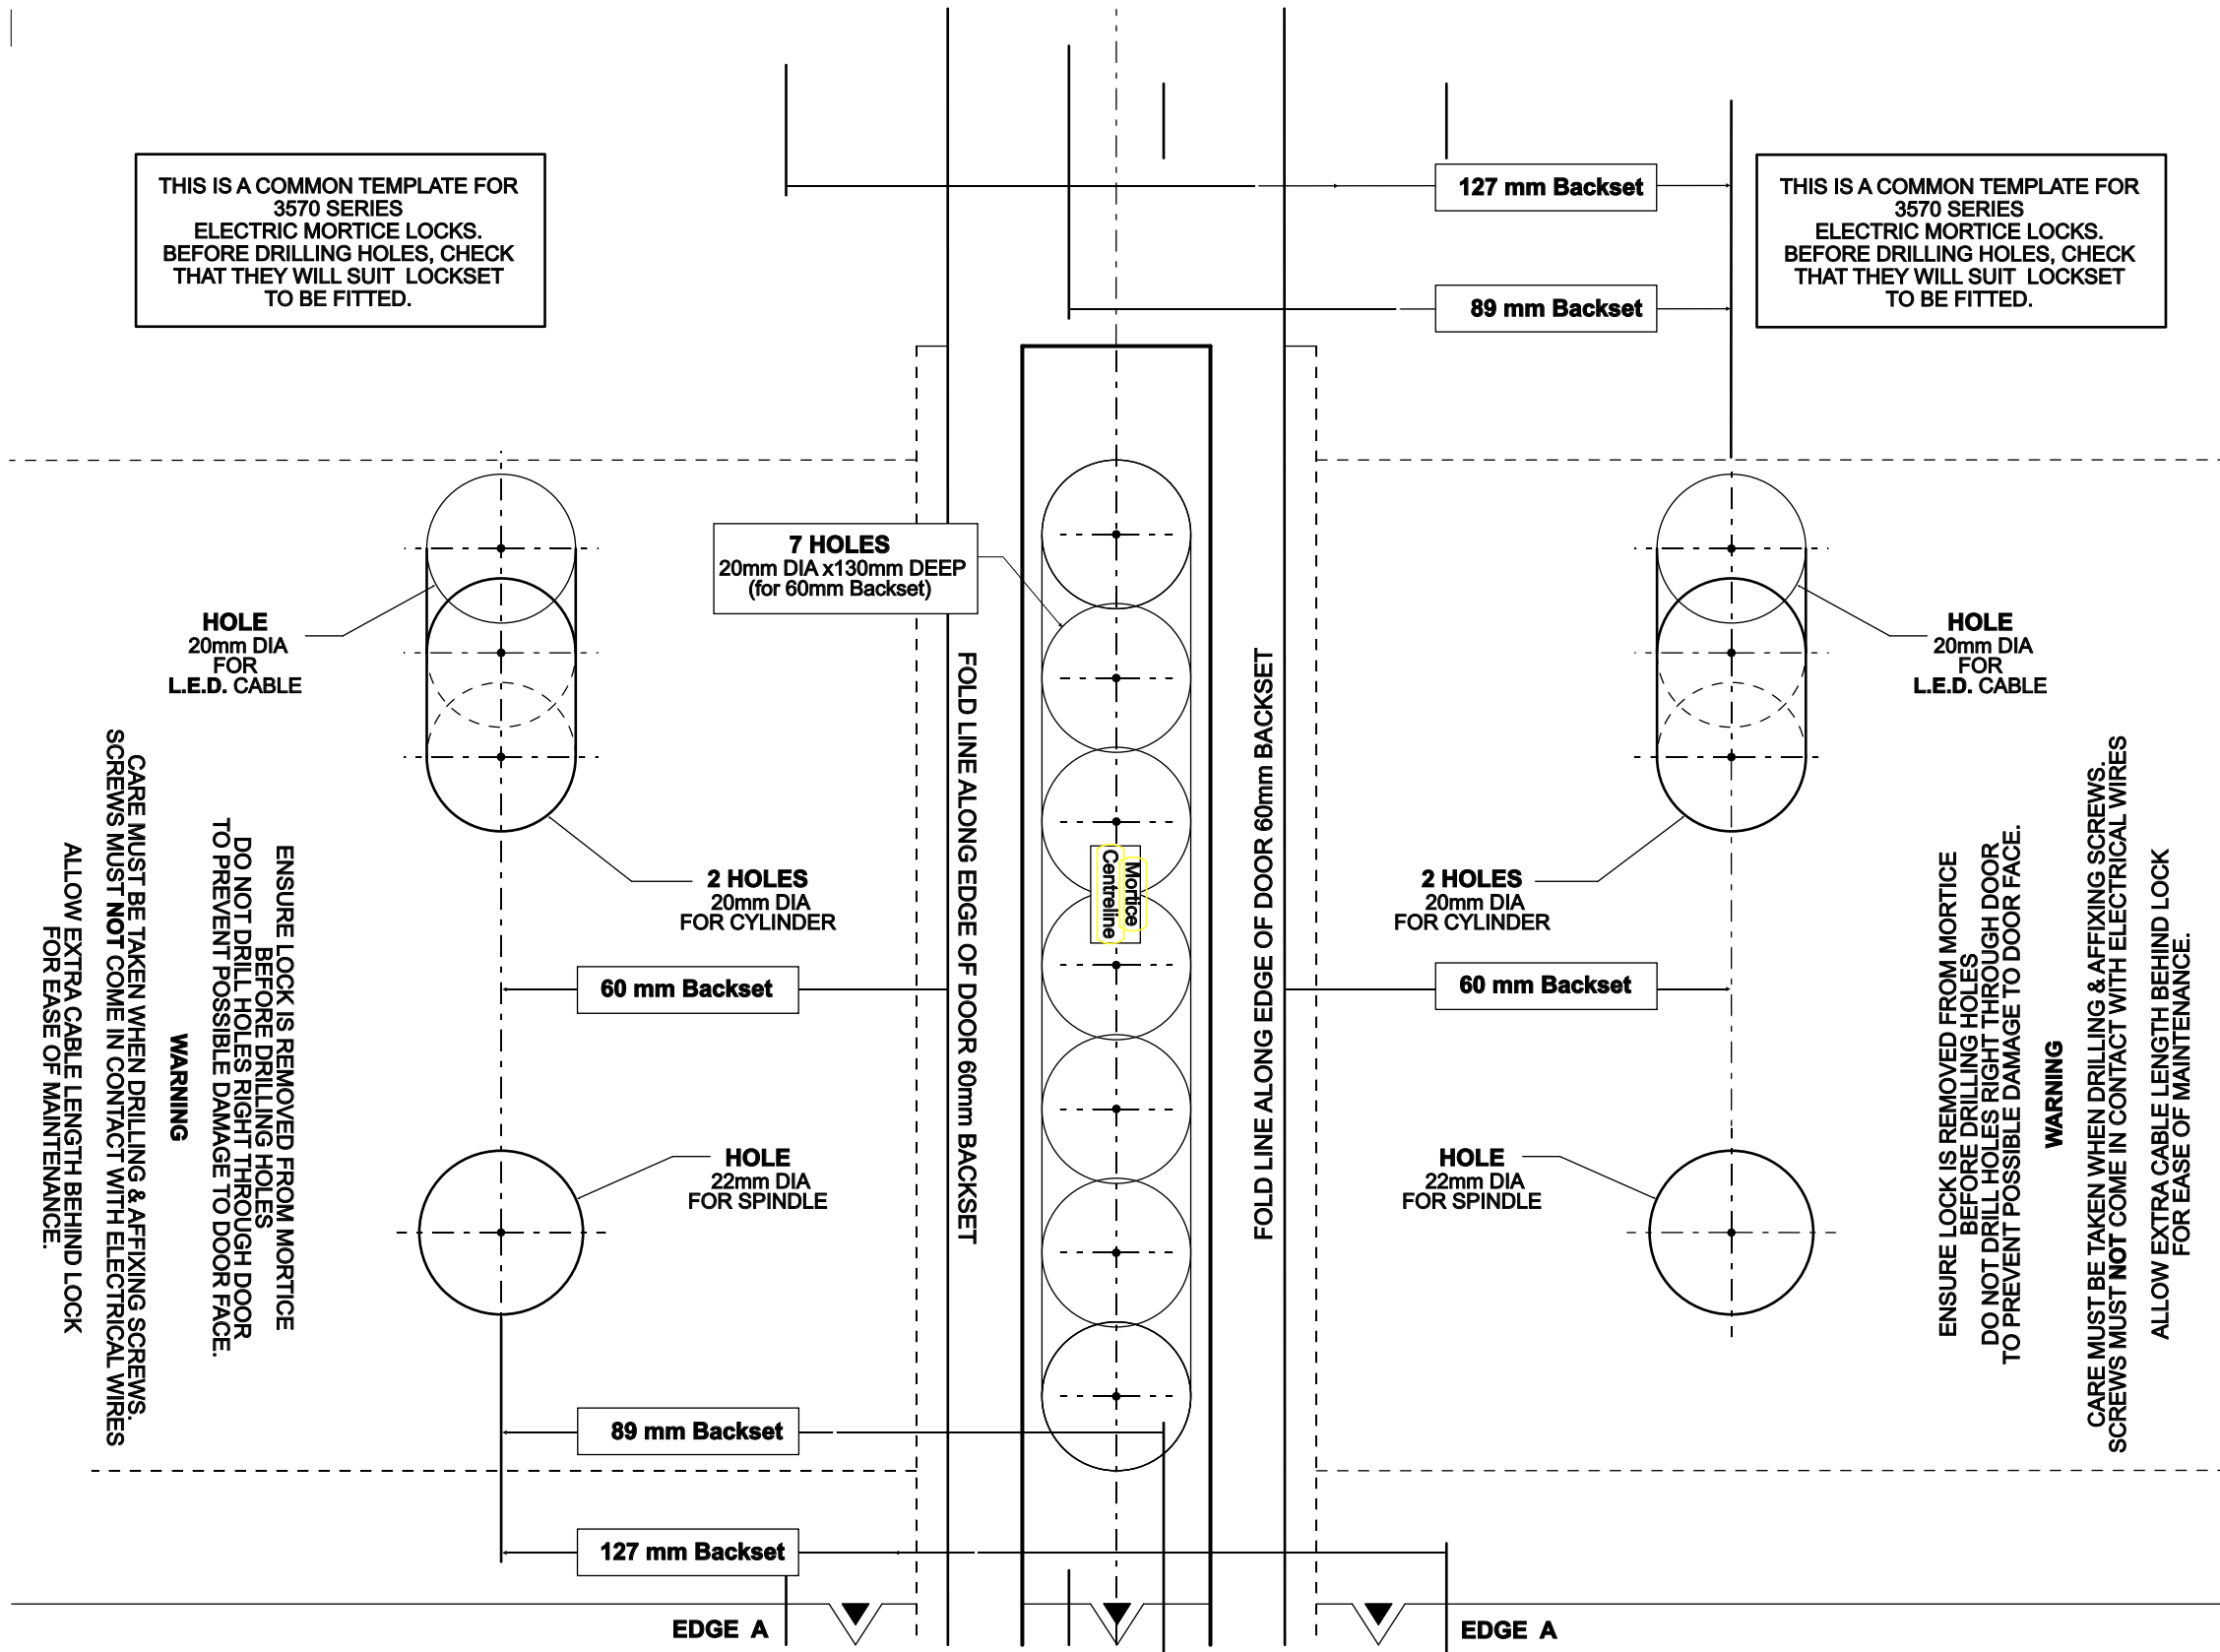 THIS IS A COMMON TEMPLATE FOR
3570 SERIES
ELECTRIC MORTICE LOCKS.
BEFORE DRILLING HOLES, CHECK
THAT THEY WILL SUIT LOCKSET
TO BE FITTED.
127 mm Backset
89 mm Backset
THIS IS A COMMON TEMPLATE FOR
3570 SERIES
ELECTRIC MORTICE LOCKS.
BEFORE DRILLING HOLES, CHECK
THAT THEY WILL SUIT LOCKSET
TO BE FITTED.
7 HOLES
20mm DIA x130mm DEEP
(for 60mm Backset)
HOLE
20mm DIA
FOR
L.E.D. CABLE
HOLE
20mm DIA
FOR
L.E.D. CABLE
2 HOLES
20mm DIA
FOR CYLINDER
2 HOLES
20mm DIA
FOR CYLINDER
Mortice
Centreline
FOLD LINE ALONG EDGE OF DOOR 60mm BACKSET
FOLD LINE ALONG EDGE OF DOOR 60mm BACKSET
60 mm Backset
60 mm Backset
ENSURE LOCK IS REMOVED FROM MORTICE
BEFORE DRILLING HOLES
DO NOT DRILL HOLES RIGHT THROUGH DOOR
TO PREVENT POSSIBLE DAMAGE TO DOOR FACE.
WARNING
CARE MUST BE TAKEN WHEN DRILLING & AFFIXING SCREWS.
SCREWS MUST NOT COME IN CONTACT WITH ELECTRICAL WIRES
ALLOW EXTRA CABLE LENGTH BEHIND LOCK
FOR EASE OF MAINTENANCE.
ENSURE LOCK IS REMOVED FROM MORTICE
BEFORE DRILLING HOLES
DO NOT DRILL HOLES RIGHT THROUGH DOOR
TO PREVENT POSSIBLE DAMAGE TO DOOR FACE.
WARNING
CARE MUST BE TAKEN WHEN DRILLING & AFFIXING SCREWS.
SCREWS MUST NOT COME IN CONTACT WITH ELECTRICAL WIRES
ALLOW EXTRA CABLE LENGTH BEHIND LOCK
FOR EASE OF MAINTENANCE.
HOLE
22mm DIA
FOR SPINDLE
HOLE
22mm DIA
FOR SPINDLE
89 mm Backset
127 mm Backset
EDGE A
EDGE A